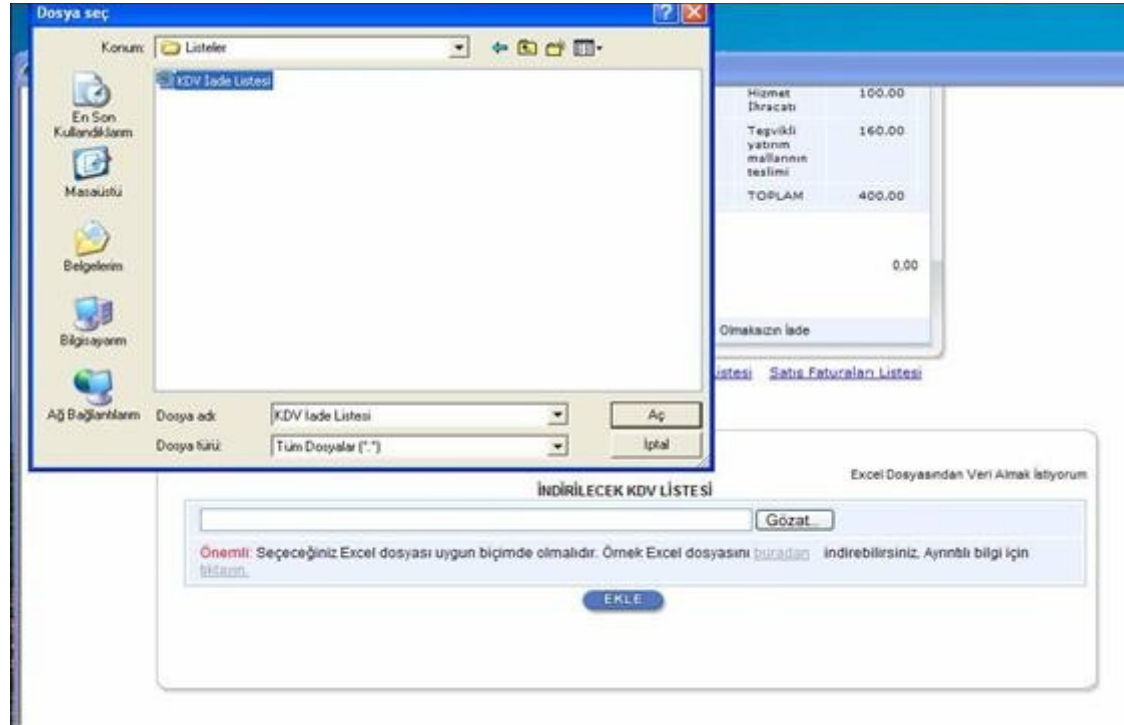 Dosya seç
Konum: Listeler
KDV İade Listesi
En Son
Kullandıklarım
Masaüstü
Belgelerim
Bilgisayarım
Ağ Bağlantılarım
Dosya adı: KDV İade Listesi Aç
Dosya türü: Tüm Dosyalar (*.*) İptal
Hizmet 100.00
İhracatı
Teşvikli 160.00
yatırım
mallarının
teslimi
TOPLAM 400.00
0,00
Olmaksızın İade
Listesi Satış Faturaları Listesi
Excel Dosyasından Veri Almak İstiyorum
İNDİRİLECEK KDV LİSTESİ
Gözat...
Önemli: Seçeceğiniz Excel dosyası uygun biçimde olmalıdır. Örnek Excel dosyasını buradan indirebilirsiniz. Ayrıntılı bilgi için
tıklayın.
EKLE